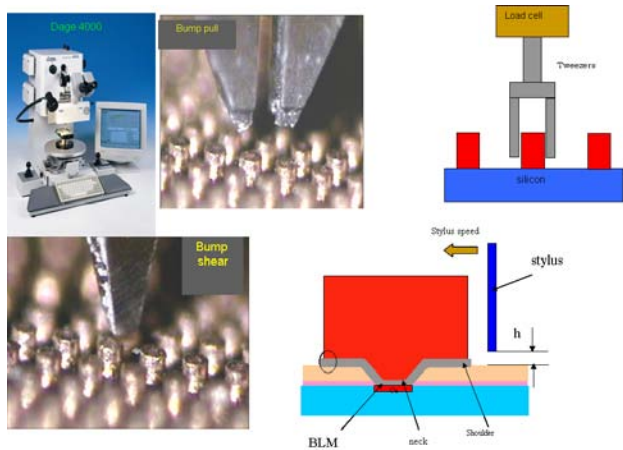 Dage 4000
Bump pull
Load cell
Tweezers
silicon
Bump
shear
Stylus speed
stylus
h
BLM
neck
Shoulder